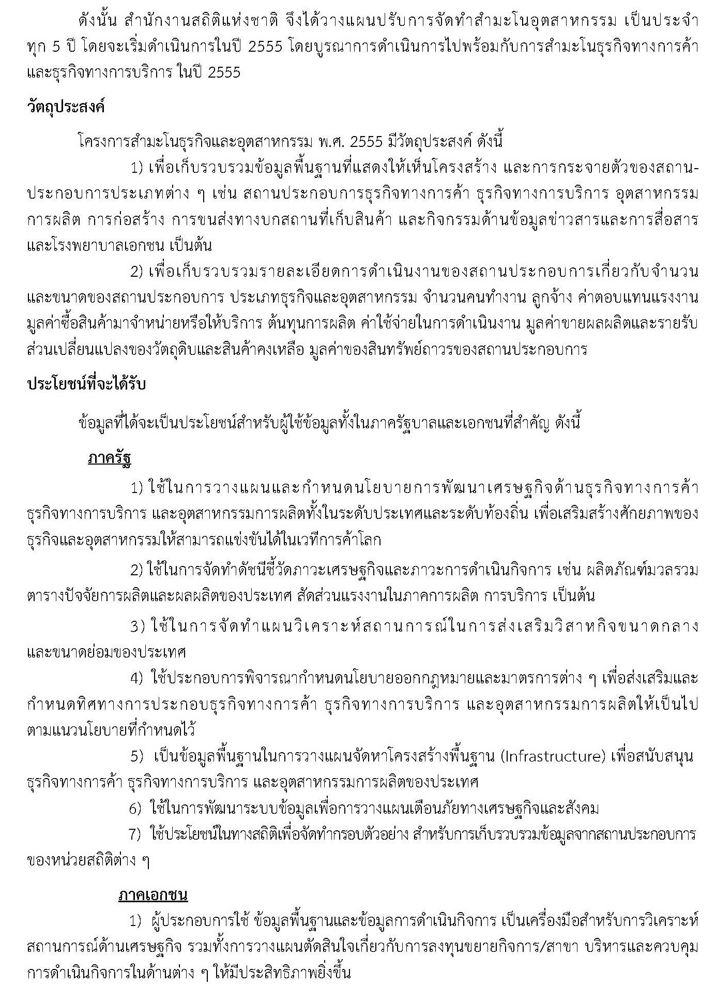 ดังนั้น สำนักงานสถิติแห่งชาติ จึงได้วางแผนปรับการจัดทำสำมะโนอุตสาหกรรม เป็นประจำ
ทุก 5 ปี โดยจะเริ่มดำเนินการในปี 2555 โดยบูรณาการดำเนินการไปพร้อมกับการสำมะโนธุรกิจทางการค้า
และธุรกิจทางการบริการ ในปี 2555
วัตถุประสงค์
โครงการสำมะโนธุรกิจและอุตสาหกรรม พ.ศ. 2555 มีวัตถุประสงค์ ดังนี้
1) เพื่อเก็บรวบรวมข้อมูลพื้นฐานที่แสดงให้เห็นโครงสร้าง และการกระจายตัวของสถาน-
ประกอบการประเภทต่าง ๆ เช่น สถานประกอบการธุรกิจทางการค้า ธุรกิจทางการบริการ อุตสาหกรรม
การผลิต การก่อสร้าง การขนส่งทางบกสถานที่เก็บสินค้า และกิจกรรมด้านข้อมูลข่าวสารและการสื่อสาร
และโรงพยาบาลเอกชน เป็นต้น
2) เพื่อเก็บรวบรวมรายละเอียดการดำเนินงานของสถานประกอบการเกี่ยวกับจำนวน
และขนาดของสถานประกอบการ ประเภทธุรกิจและอุตสาหกรรม จำนวนคนทำงาน ลูกจ้าง ค่าตอบแทนแรงงาน
มูลค่าซื้อสินค้ามาจำหน่ายหรือให้บริการ ต้นทุนการผลิต ค่าใช้จ่ายในการดำเนินงาน มูลค่าขายผลผลิตและรายรับ
ส่วนเปลี่ยนแปลงของวัตถุดิบและสินค้าคงเหลือ มูลค่าของสินทรัพย์ถาวรของสถานประกอบการ
ประโยชน์ที่จะได้รับ
ข้อมูลที่ได้จะเป็นประโยชน์สำหรับผู้ใช้ข้อมูลทั้งในภาครัฐบาลและเอกชนที่สำคัญ ดังนี้
ภาครัฐ
1) ใช้ในการวางแผนและกำหนดนโยบายการพัฒนาเศรษฐกิจด้านธุรกิจทางการค้า
ธุรกิจทางการบริการ และอุตสาหกรรมการผลิตทั้งในระดับประเทศและระดับท้องถิ่น เพื่อเสริมสร้างศักยภาพของ
ธุรกิจและอุตสาหกรรมให้สามารถแข่งขันได้ในเวทีการค้าโลก
2) ใช้ในการจัดทำดัชนีชี้วัดภาวะเศรษฐกิจและภาวะการดำเนินกิจการ เช่น ผลิตภัณฑ์มวลรวม
ตารางปัจจัยการผลิตและผลผลิตของประเทศ สัดส่วนแรงงานในภาคการผลิต การบริการ เป็นต้น
3) ใช้ในการจัดทำแผนวิเคราะห์สถานการณ์ในการส่งเสริมวิสาหกิจขนาดกลาง
และขนาดย่อมของประเทศ
4) ใช้ประกอบการพิจารณากำหนดนโยบายออกกฎหมายและมาตรการต่าง ๆ เพื่อส่งเสริมและ
กำหนดทิศทางการประกอบธุรกิจทางการค้า ธุรกิจทางการบริการ และอุตสาหกรรมการผลิตให้เป็นไป
ตามแนวนโยบายที่กำหนดไว้
5) เป็นข้อมูลพื้นฐานในการวางแผนจัดหาโครงสร้างพื้นฐาน (Infrastructure) เพื่อสนับสนุน
ธุรกิจทางการค้า ธุรกิจทางการบริการ และอุตสาหกรรมการผลิตของประเทศ
6) ใช้ในการพัฒนาระบบข้อมูลเพื่อการวางแผนเตือนภัยทางเศรษฐกิจและสังคม
7) ใช้ประโยชน์ในทางสถิติเพื่อจัดทำกรอบตัวอย่าง สำหรับการเก็บรวบรวมข้อมูลจากสถานประกอบการ
ของหน่วยสถิติต่าง ๆ
ภาคเอกชน
1) ผู้ประกอบการใช้ ข้อมูลพื้นฐานและข้อมูลการดำเนินกิจการ เป็นเครื่องมือสำหรับการวิเคราะห์
สถานการณ์ด้านเศรษฐกิจ รวมทั้งการวางแผนตัดสินใจเกี่ยวกับการลงทุนขยายกิจการ/สาขา บริหารและควบคุม
การดำเนินกิจการในด้านต่าง ๆ ให้มีประสิทธิภาพยิ่งขึ้น